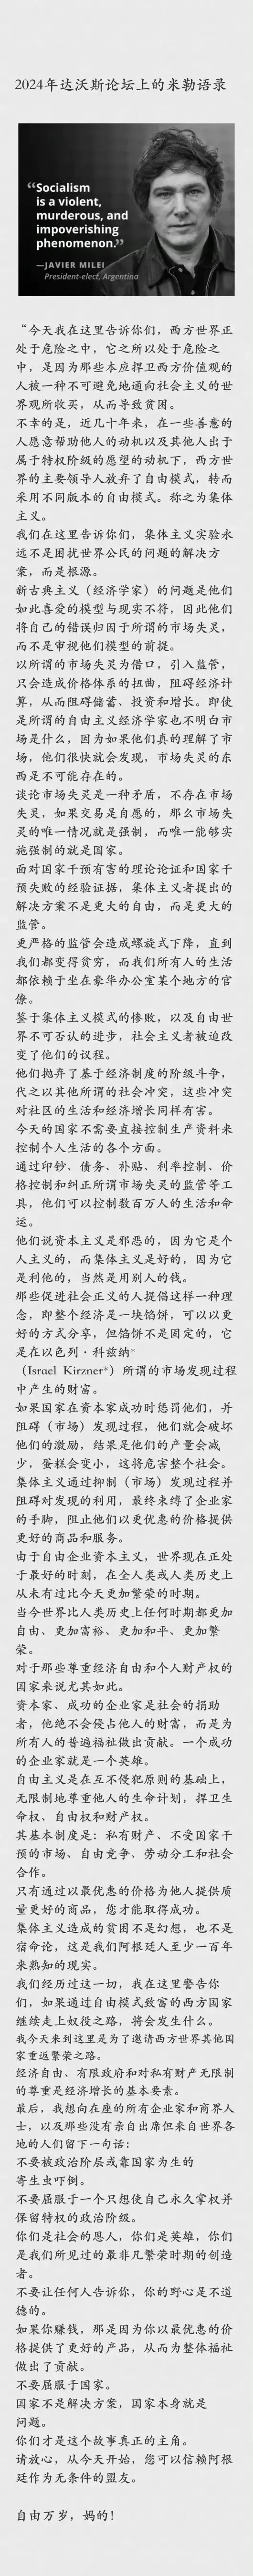 2024年达沃斯论坛上的米勒语录
“Socialism
is a violent,
murderous, and
impoverishing
phenomenon.”
—JAVIER MILEI
President-elect, Argentina
“今天我在这里告诉你们，西方世界正
处于危险之中，它之所以处于危险之
中，是因为那些本应捍卫西方价值观的
人被一种不可避免地通向社会主义的世
界观所收买，从而导致贫困。
不幸的是，近几十年来，在一些善意的
人愿意帮助他人的动机以及其他人出于
属于特权阶级的愿望的动机下，西方世
界的主要领导人放弃了自由模式，转而
采用不同版本的自由模式。称之为集体
主义。
我们在这里告诉你们，集体主义实验永
远不是困扰世界公民的问题的解决方
案，而是根源。
新古典主义（经济学家）的问题是他们
如此喜爱的模型与现实不符，因此他们
将自己的错误归因于所谓的市场失灵，
而不是审视他们模型的前提。
以所谓的市场失灵为借口，引入监管，
只会造成价格体系的扭曲，阻碍经济计
算，从而阻碍储蓄、投资和增长。即使
是所谓的自由主义经济学家也不明白市
场是什么，因为如果他们真的理解了市
场，他们很快就会发现，市场失灵的东
西是不可能存在的。
谈论市场失灵是一种矛盾，不存在市场
失灵，如果交易是自愿的，那么市场失
灵的唯一情况就是强制，而唯一能够实
施强制的就是国家。
面对国家干预有害的理论论证和国家干
预失败的经验证据，集体主义者提出的
解决方案不是更大的自由，而是更大的
监管。
更严格的监管会造成螺旋式下降，直到
我们都变得贫穷，而我们所有人的生活
都依赖于坐在豪华办公室某个地方的官
僚。
鉴于集体主义模式的惨败，以及自由世
界不可否认的进步，社会主义者被迫改
变了他们的议程。
他们抛弃了基于经济制度的阶级斗争，
代之以其他所谓的社会冲突，这些冲突
对社区的生活和经济增长同样有害。
今天的国家不需要直接控制生产资料来
控制个人生活的各个方面。
通过印钞、债务、补贴、利率控制、价
格控制和纠正所谓市场失灵的监管等工
具，他们可以控制数百万人的生活和命
运。
他们说资本主义是邪恶的，因为它是个
人主义的，而集体主义是好的，因为它
是利他的，当然是用别人的钱。
那些促进社会正义的人提倡这样一种理
念，即整个经济是一块馅饼，可以以更
好的方式分享，但馅饼不是固定的，它
是在以色列·科兹纳*
（Israel Kirzner*）所谓的市场发现过程
中产生的财富。
如果国家在资本家成功时惩罚他们，并
阻碍（市场）发现过程，他们就会破坏
他们的激励，结果是他们的产量会减
少，蛋糕会变小，这将危害整个社会。
集体主义通过抑制（市场）发现过程并
阻碍对发现的利用，最终束缚了企业家
的手脚，阻止他们以更优惠的价格提供
更好的商品和服务。
由于自由企业资本主义，世界现在正处
于最好的时刻，在全人类或人类历史上
从未有过比今天更加繁荣的时期。
当今世界比人类历史上任何时期都更加
自由、更加富裕、更加和平、更加繁
荣。
对于那些尊重经济自由和个人财产权的
国家来说尤其如此。
资本家、成功的企业家是社会的捐助
者，他绝不会侵占他人的财富，而是为
所有人的普遍福祉做出贡献。一个成功
的企业家就是一个英雄。
自由主义是在互不侵犯原则的基础上，
无限制地尊重他人的生命计划，捍卫生
命权、自由权和财产权。
其基本制度是：私有财产、不受国家干
预的市场、自由竞争、劳动分工和社会
合作。
只有通过以最优惠的价格为他人提供质
量更好的商品，您才能取得成功。
集体主义造成的贫困不是幻想，也不是
宿命论，这是我们阿根廷人至少一百年
来熟知的现实。
我们经历过这一切，我在这里警告你
们，如果通过自由模式致富的西方国家
继续走上奴役之路，将会发生什么。
我今天来到这里是为了邀请西方世界其他国
家重返繁荣之路。
经济自由、有限政府和对私有财产无限制
的尊重是经济增长的基本要素。
最后，我想向在座的所有企业家和商界人
士，以及那些没有亲自出席但来自世界各
地的人们留下一句话：
不要被政治阶层或靠国家为生的
寄生虫吓倒。
不要屈服于一个只想使自己永久掌权并
保留特权的政治阶级。
你们是社会的恩人，你们是英雄，你们
是我们所见过的最非凡繁荣时期的创造
者。
不要让任何人告诉你，你的野心是不道
德的。
如果你赚钱，那是因为你以最优惠的价
格提供了更好的产品，从而为整体福祉
做出了贡献。
不要屈服于国家。
国家不是解决方案，国家本身就是
问题。
你们才是这个故事真正的主角。
请放心，从今天开始，您可以信赖阿根
廷作为无条件的盟友。
自由万岁，妈的！